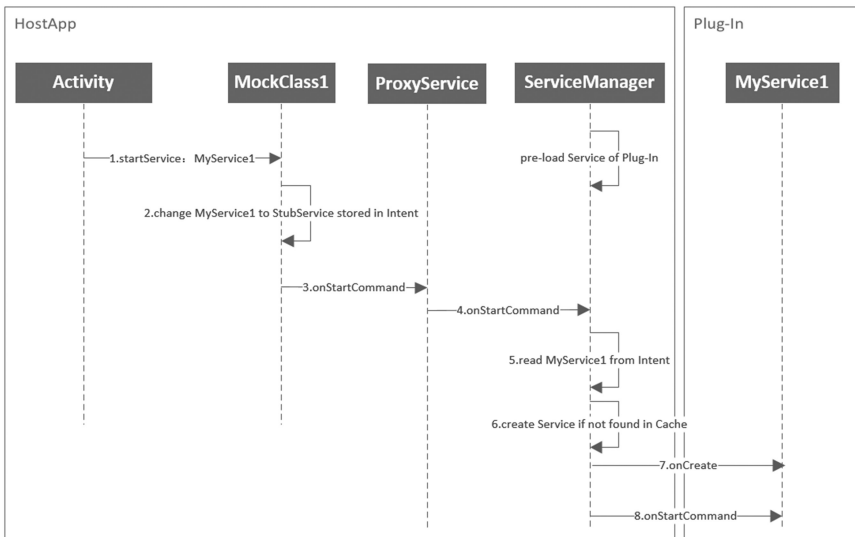 HostApp
Plug-In
Activity
MockClass1
ProxyService
ServiceManager
MyService1
1.startService： MyService1
pre-load Service of Plug-In
2.change MyService1 to StubService stored in Intent
3.onStartCommand
4.onStartCommand
5.read MyService1 from Intent
6.create Service if not found in Cache
7.onCreate
8.onStartCommand